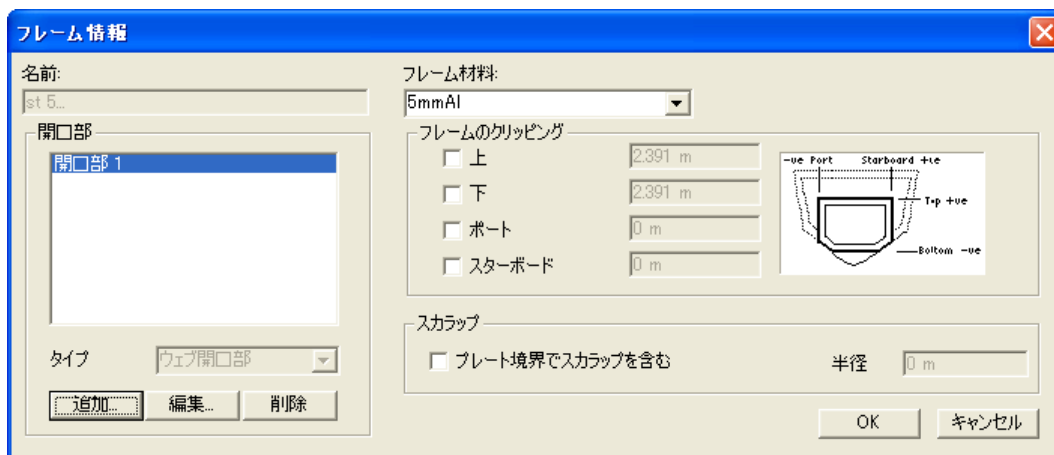 フレーム情報
名前:
st 5...
開口部
開口部 1
タイプ
ウェブ開口部
追加...
編集...
削除
フレーム材料:
5mmAl
フレームのクリッピング
上
2.391 m
下
2.391 m
ポート
0 m
スターボード
0 m
-ve Port
Starboard +ve
Top +ve
Bottom -ve
スカラップ
プレート境界でスカラップを含む
半径
0 m
OK
キャンセル